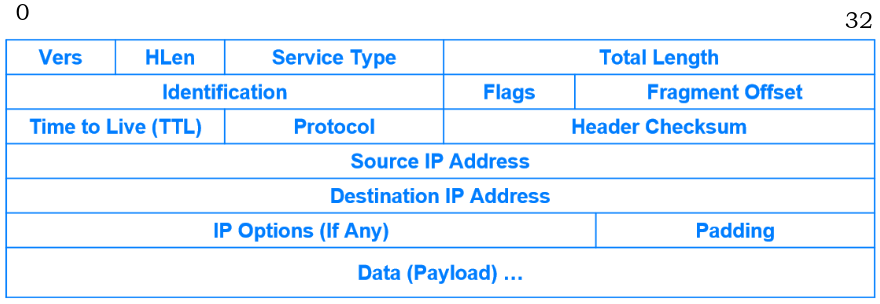 0 32
Vers HLen Service Type Total Length
Identification Flags Fragment Offset
Time to Live (TTL) Protocol Header Checksum
Source IP Address
Destination IP Address
IP Options (If Any) Padding
Data (Payload) ...